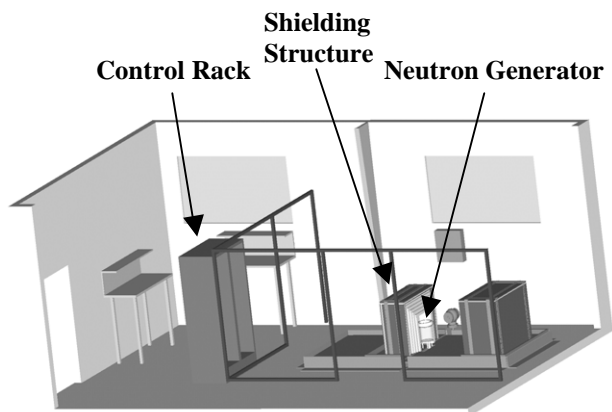 Shielding
Structure
Control Rack
Neutron Generator